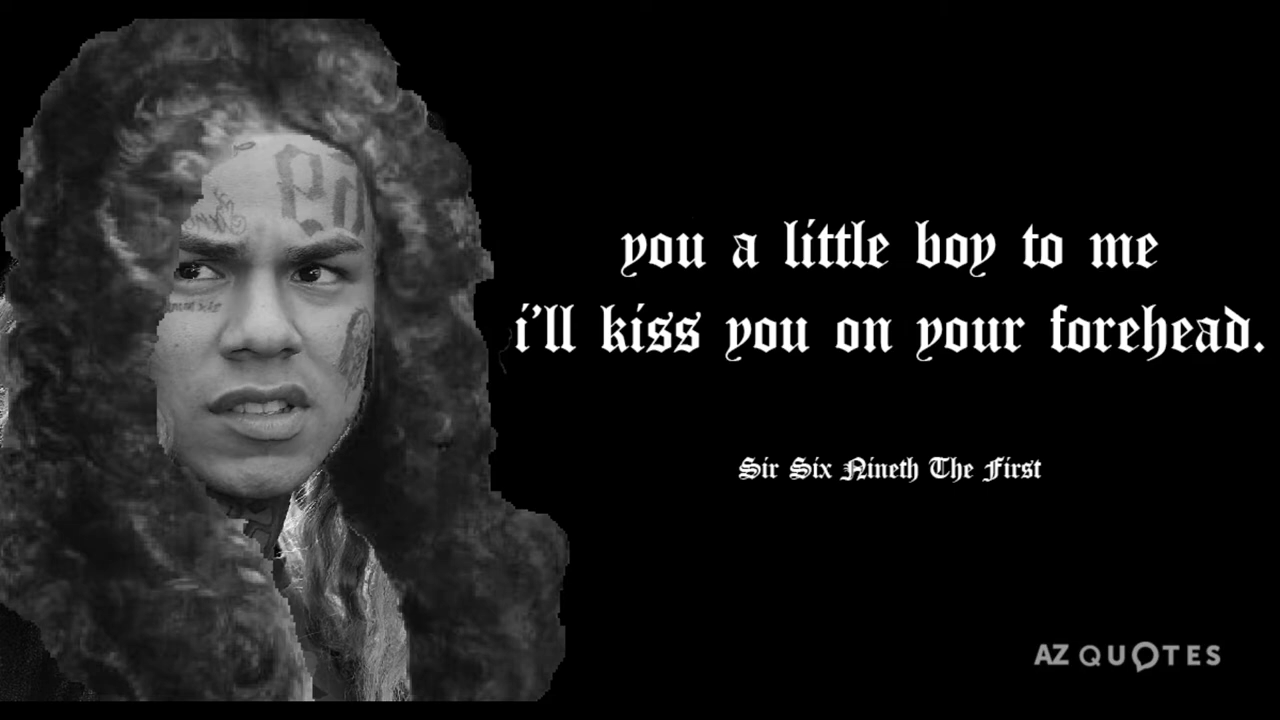 you a little boy to me
i'll kiss you on your forehead.
Sir Six Nineth The First
AZ QUOTES